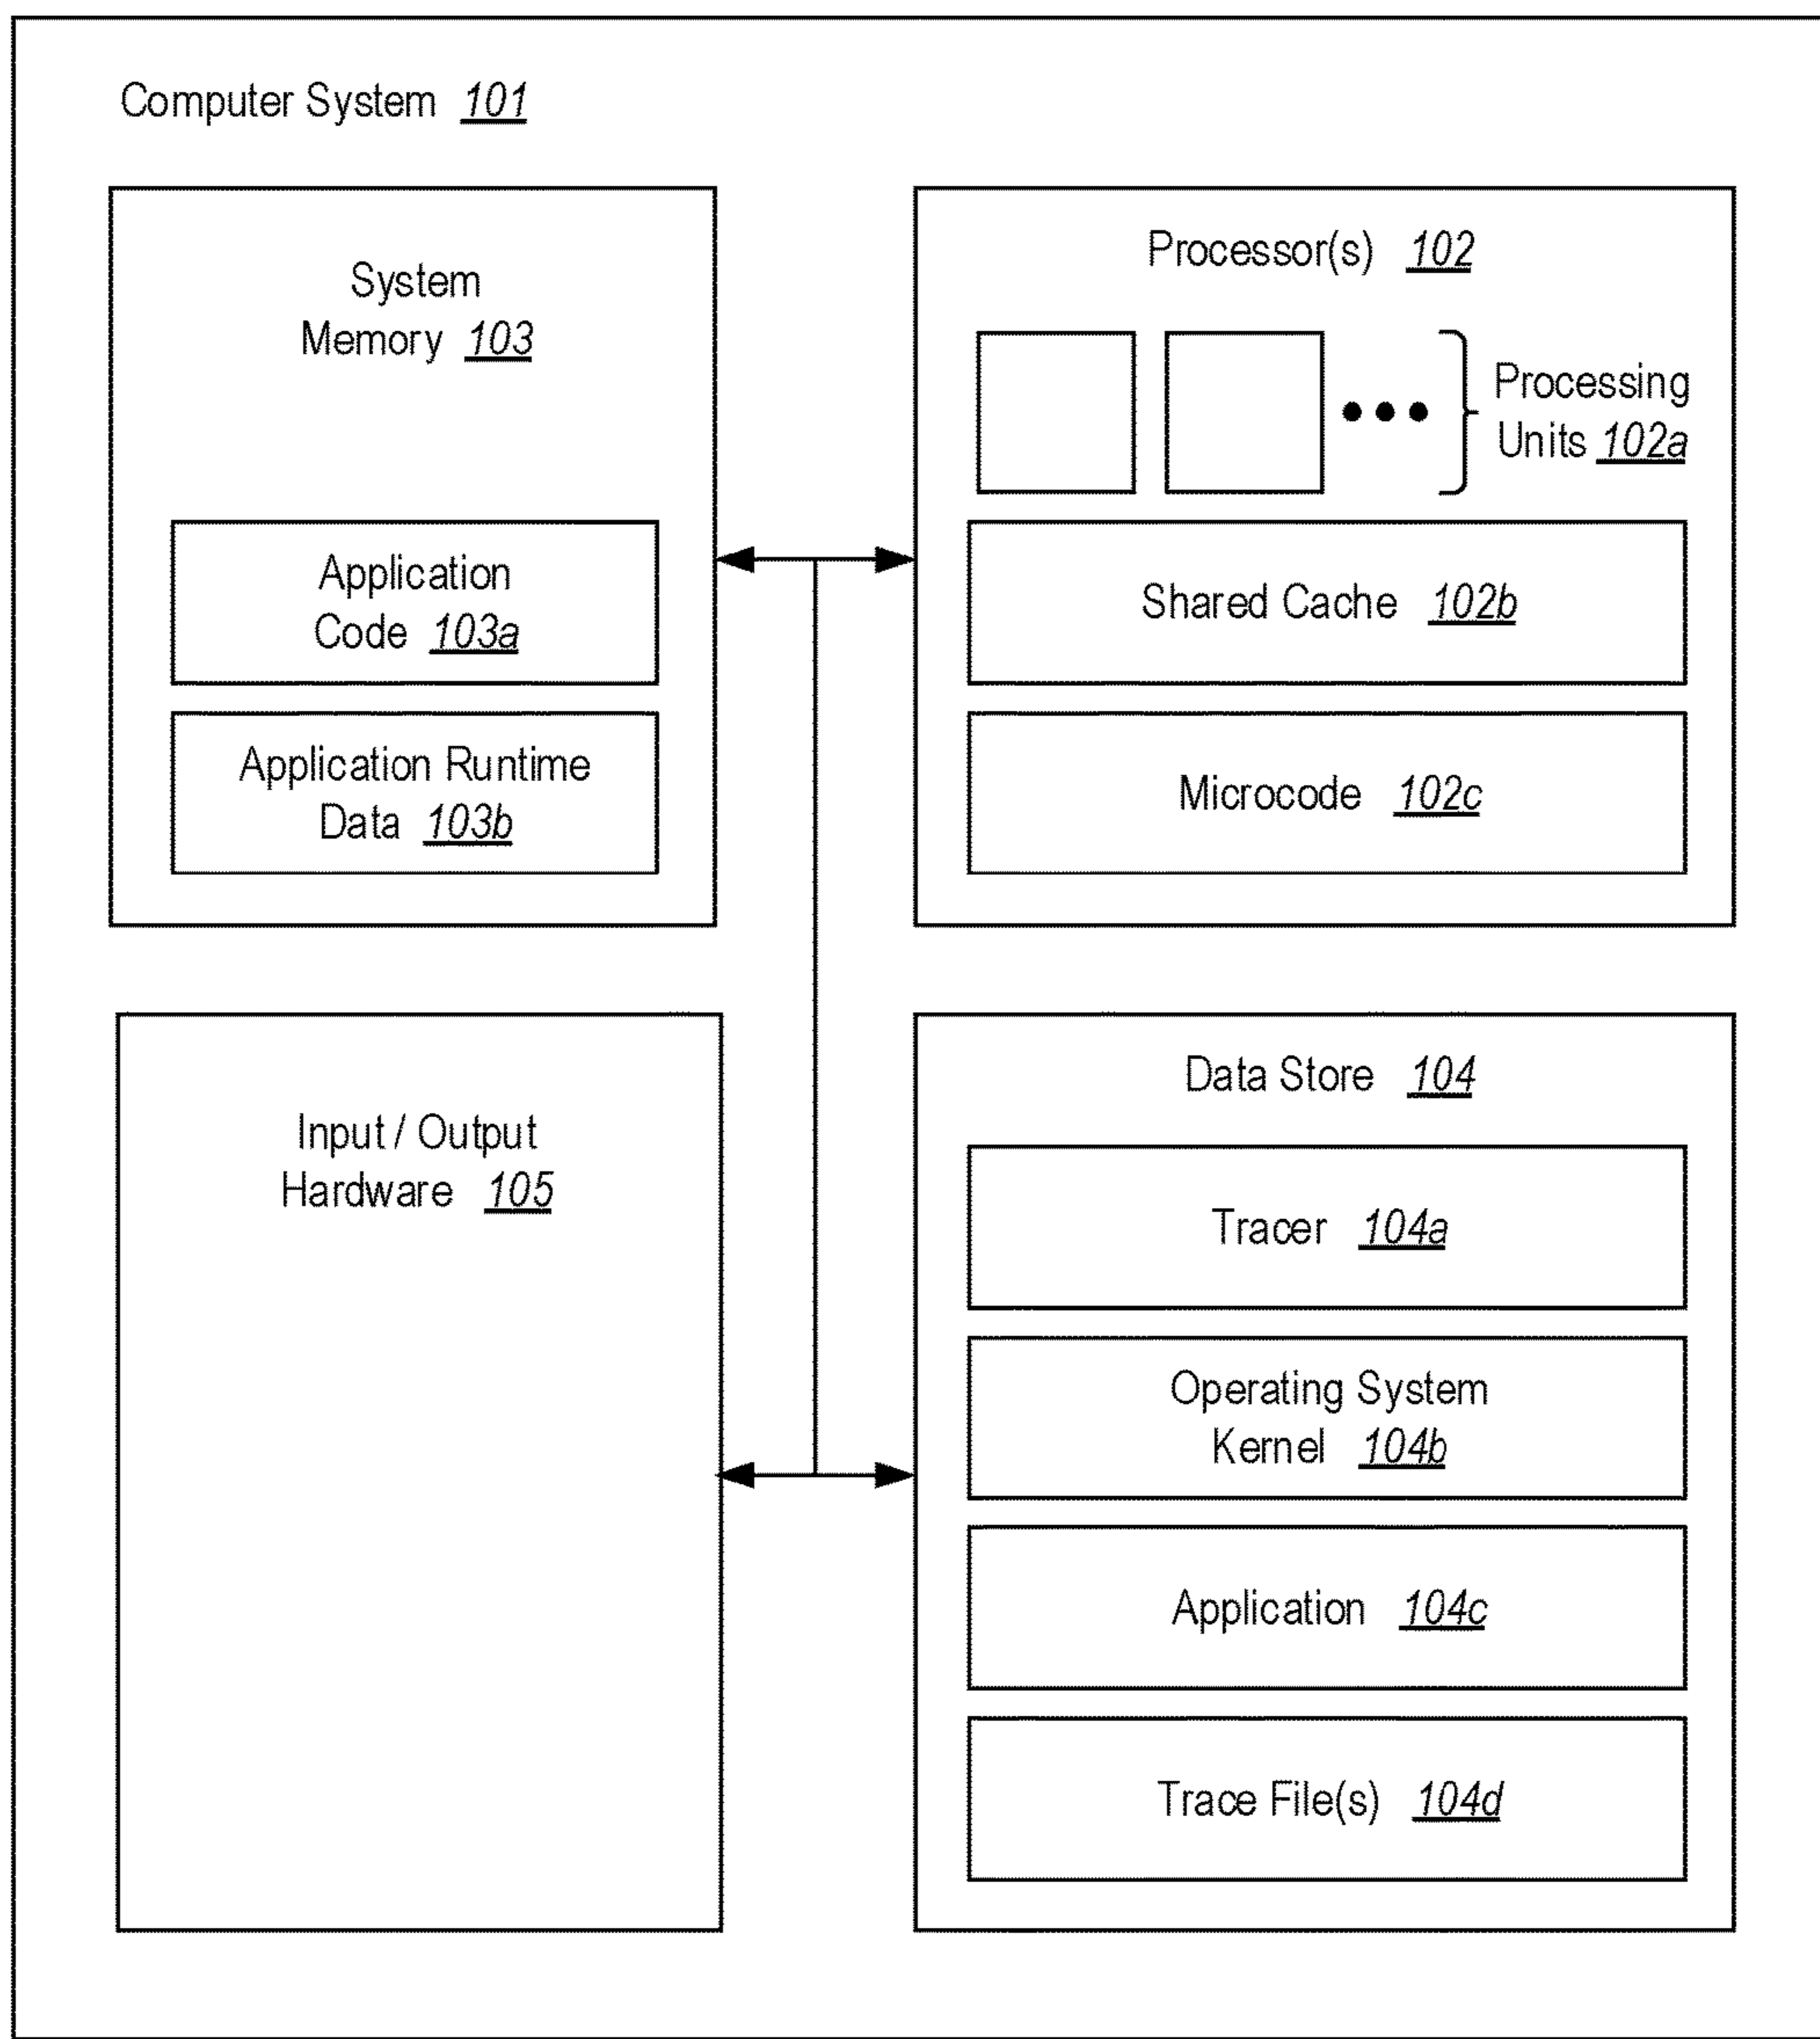 Computer System 101
System
Memory 103
Application
Code 103a
Application Runtime
Data 103b
Processor(s) 102
Processing
Units 102a
Shared Cache 102b
Microcode 102c
Input / Output
Hardware 105
Data Store 104
Tracer 104a
Operating System
Kernel 104b
Application 104c
Trace File(s) 104d